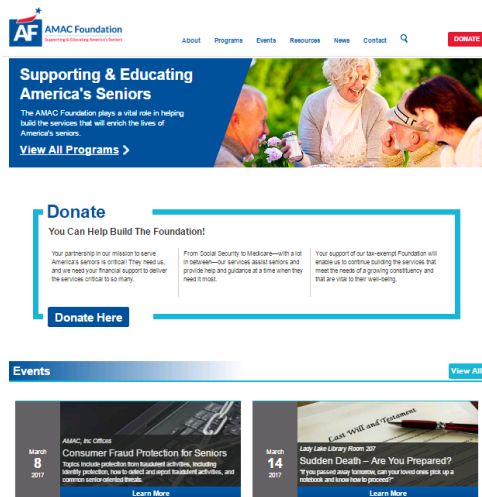 AF AMAC Foundation
Supporting & Educating America's Seniors
About Programs Events Resources News Contact
DONATE
Supporting & Educating
America's Seniors
The AMAC Foundation plays a vital role in helping
build the services that will enrich the lives of
America's seniors.
View All Programs >
Donate
You Can Help Build The Foundation!
Your partnership in our mission to serve
America's seniors is critical! They need us,
and we need your financial support to deliver
the services critical to so many.
From Social Security to Medicare—with a lot
in between—our services assist seniors and
provide help and guidance at a time when they
need it most.
Your support of our tax-exempt Foundation will
enable us to continue building the services that
meet the needs of a growing constituency and
that are vital to their well-being.
Donate Here
Events
View All
March
8
2017
AMAC, Inc Offices
Consumer Fraud Protection for Seniors
Topics include protection from fraudulent activities, including
identity protection, how to detect and report fraudulent activities, and
common senior-oriented threats.
Learn More
Last Will and Testament
March
14
2017
Lady Lake Library Room 207
Sudden Death – Are You Prepared?
"If you passed away tomorrow, can your loved ones pick up a
notebook and know how to proceed?"
Learn More